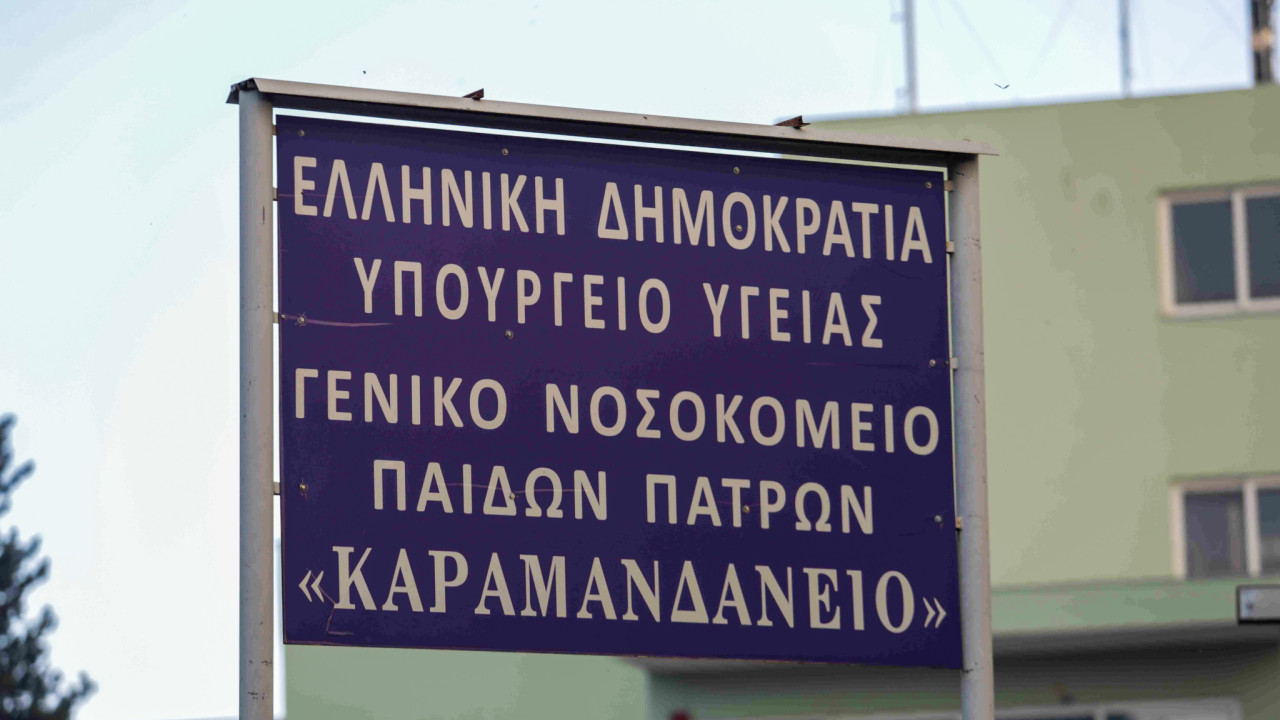 ΕΛΛΗΝΙΚΗ ΔΗΜΟΚΡΑΤΙΑ
ΥΠΟΥΡΓΕΙΟ ΥΓΕΙΑΣ
ΓΕΝΙΚΟ ΝΟΣΟΚΟΜΕΙΟ
ΠΑΙΔΩΝ ΠΑΤΡΩΝ
«ΚΑΡΑΜΑΝΔΑΝΕΙΟ»